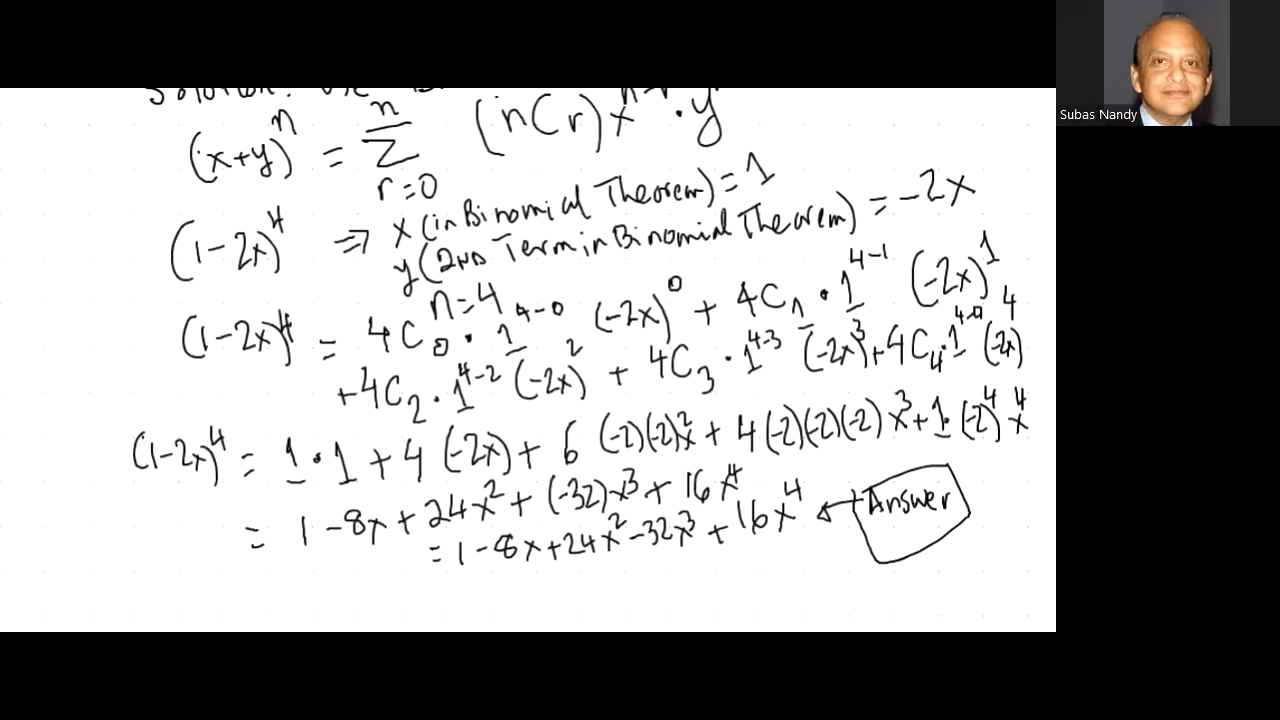 Solution: Use
(x+y)^n = n Σ r=0 (nCr) x^n-r · y
(1-2x)^4 => x (in Binomial Theorem) = 1
y (2ND Term in Binomial Theorem) = -2x
n=4
(1-2x)^4 = 4C0 · 1^4-0 (-2x)^0 + 4C1 · 1^4-1 (-2x)^1
+4C2 · 1^4-2 (-2x)^2 + 4C3 · 1^4-3 (-2x)^3 + 4C4 · 1^4-0 (-2x)^4
(1-2x)^4 = 1 · 1 + 4 (-2x) + 6 (-2)(-2)x^2 + 4 (-2)(-2)(-2) x^3 + 1 · (-2)^4 x^4
= 1 - 8x + 24x^2 + (-32)x^3 + 16x^4
= 1 - 8x + 24x^2 - 32x^3 + 16x^4 ← Answer
Subas Nandy